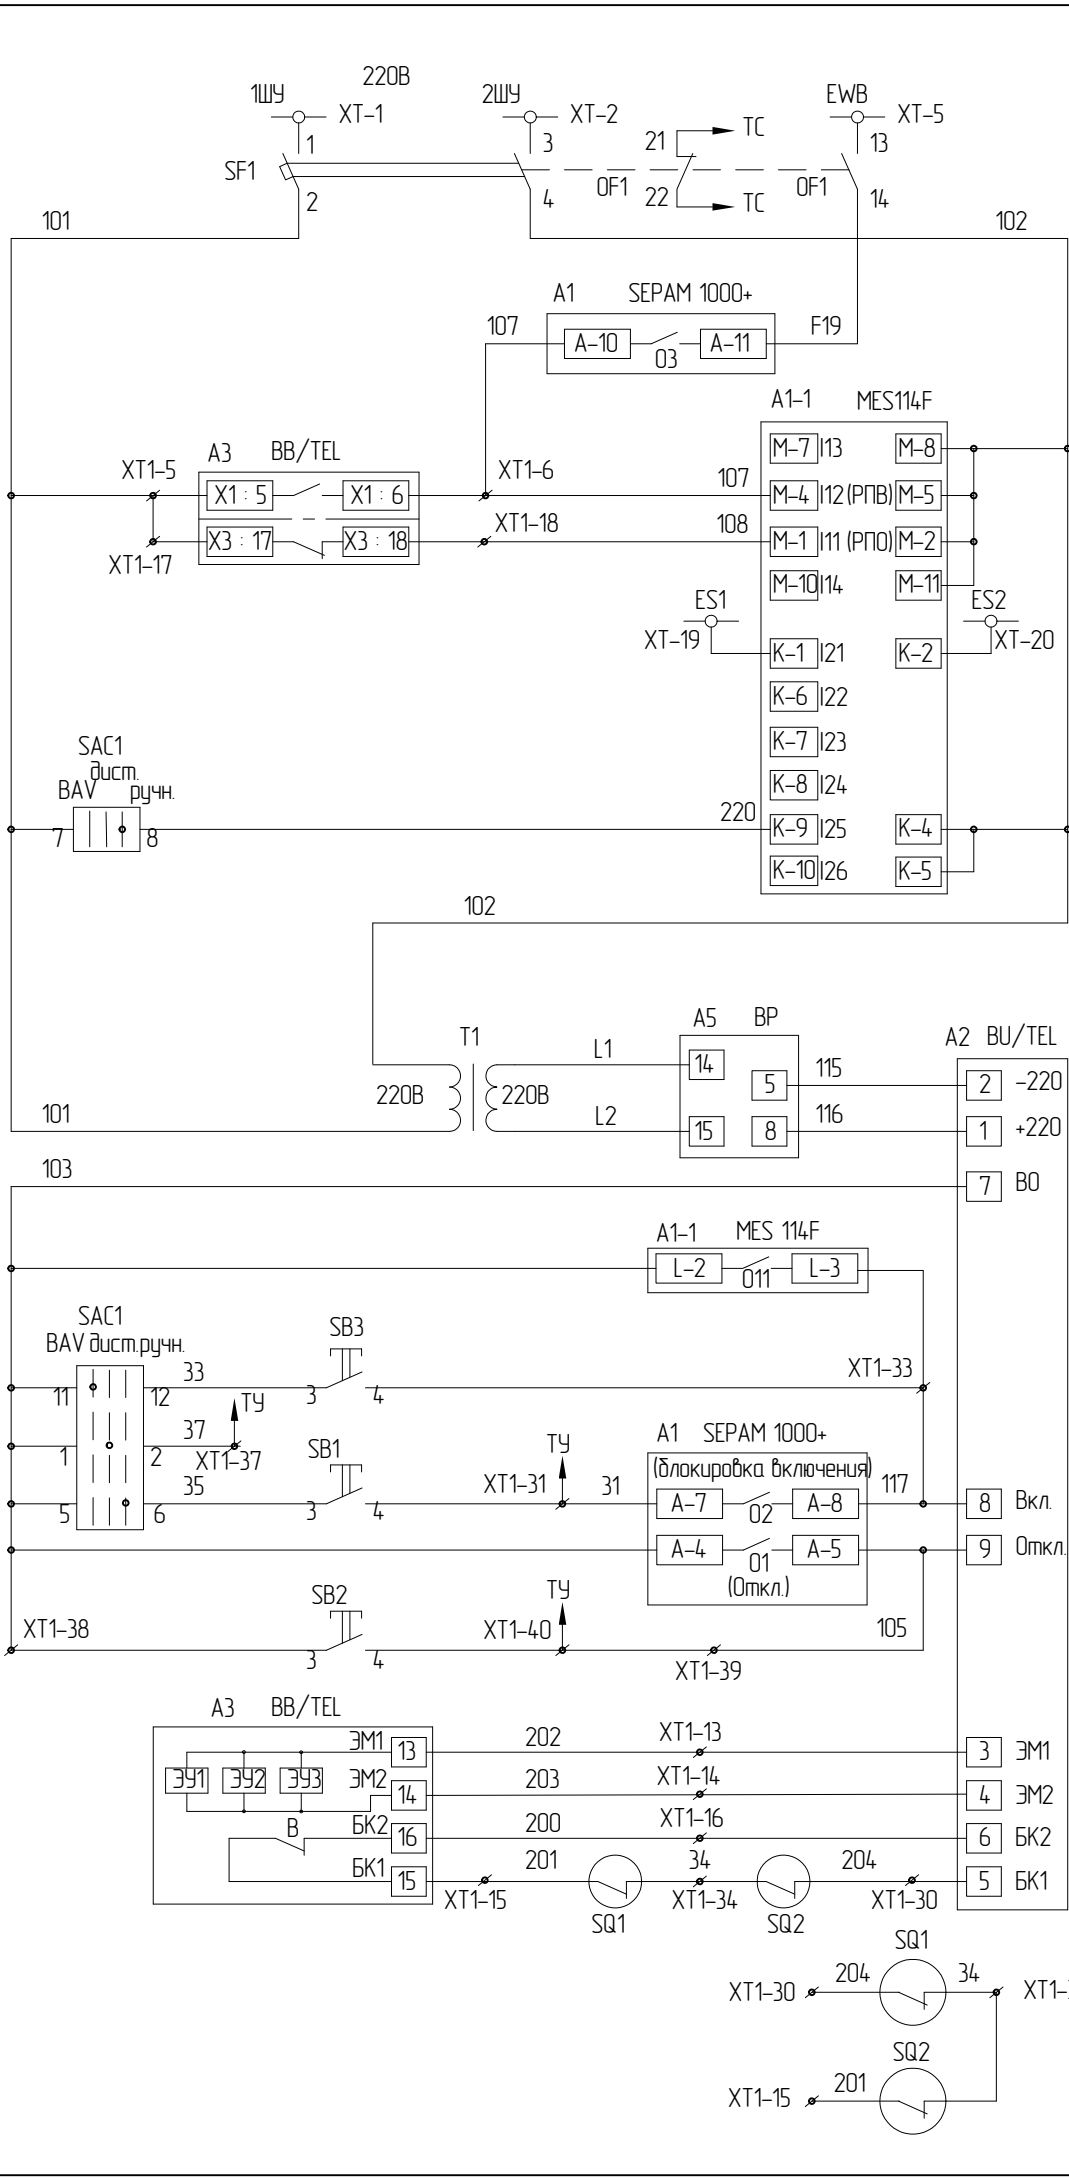 220В
1ШУ XT-1 2ШУ XT-2 EWB XT-5
1 3 21 ТС 13
SF1 OF1 OF1
2 4 22 ТС 14
101 102
A1 SEPAM 1000+
107 A-10 03 A-11 F19
A1-1 MES114F
M-7 I13 M-8
A3 BB/TEL
XT1-5 X1 : 5 X1 : 6 XT1-6 107 M-4 I12 (РПВ) M-5
XT1-17 X3 : 17 X3 : 18 XT1-18 108 M-1 I11 (РПО) M-2
M-10 I14 M-11
ES1 ES2
XT-19 XT-20
K-1 I21 K-2
K-6 I22
K-7 I23
K-8 I24
SAC1
дист.
BAV ручн.
7 8 220 K-9 I25 K-4
K-10 I26 K-5
102
A5 BP
T1 L1 14 A2 BU/TEL
220В 220В 5 115 2 -220
101 L2 15 8 116 1 +220
103 7 ВО
A1-1 MES 114F
L-2 011 L-3
SAC1
BAV дист.ручн.
SB3
11 12 33 3 4 XT1-33
ТУ
1 2 37 XT1-37
A1 SEPAM 1000+
(блокировка включения)
SB1 ТУ
5 6 35 3 4 XT1-31 31 A-7 02 A-8 117 8 Вкл.
A-4 01 A-5 9 Откл.
(Откл.)
SB2 ТУ
XT1-38 3 4 XT1-40 XT1-39 105
A3 BB/TEL
ЭМ1 13 202 XT1-13 3 ЭМ1
ЭУ1 ЭУ2 ЭУ3
ЭМ2 14 203 XT1-14 4 ЭМ2
В БК2 16 200 XT1-16 6 БК2
БК1 15 XT1-15 201 SQ1 34 XT1-34 SQ2 204 XT1-30 5 БК1
SQ1
XT1-30 204 34 XT1-
SQ2
XT1-15 201